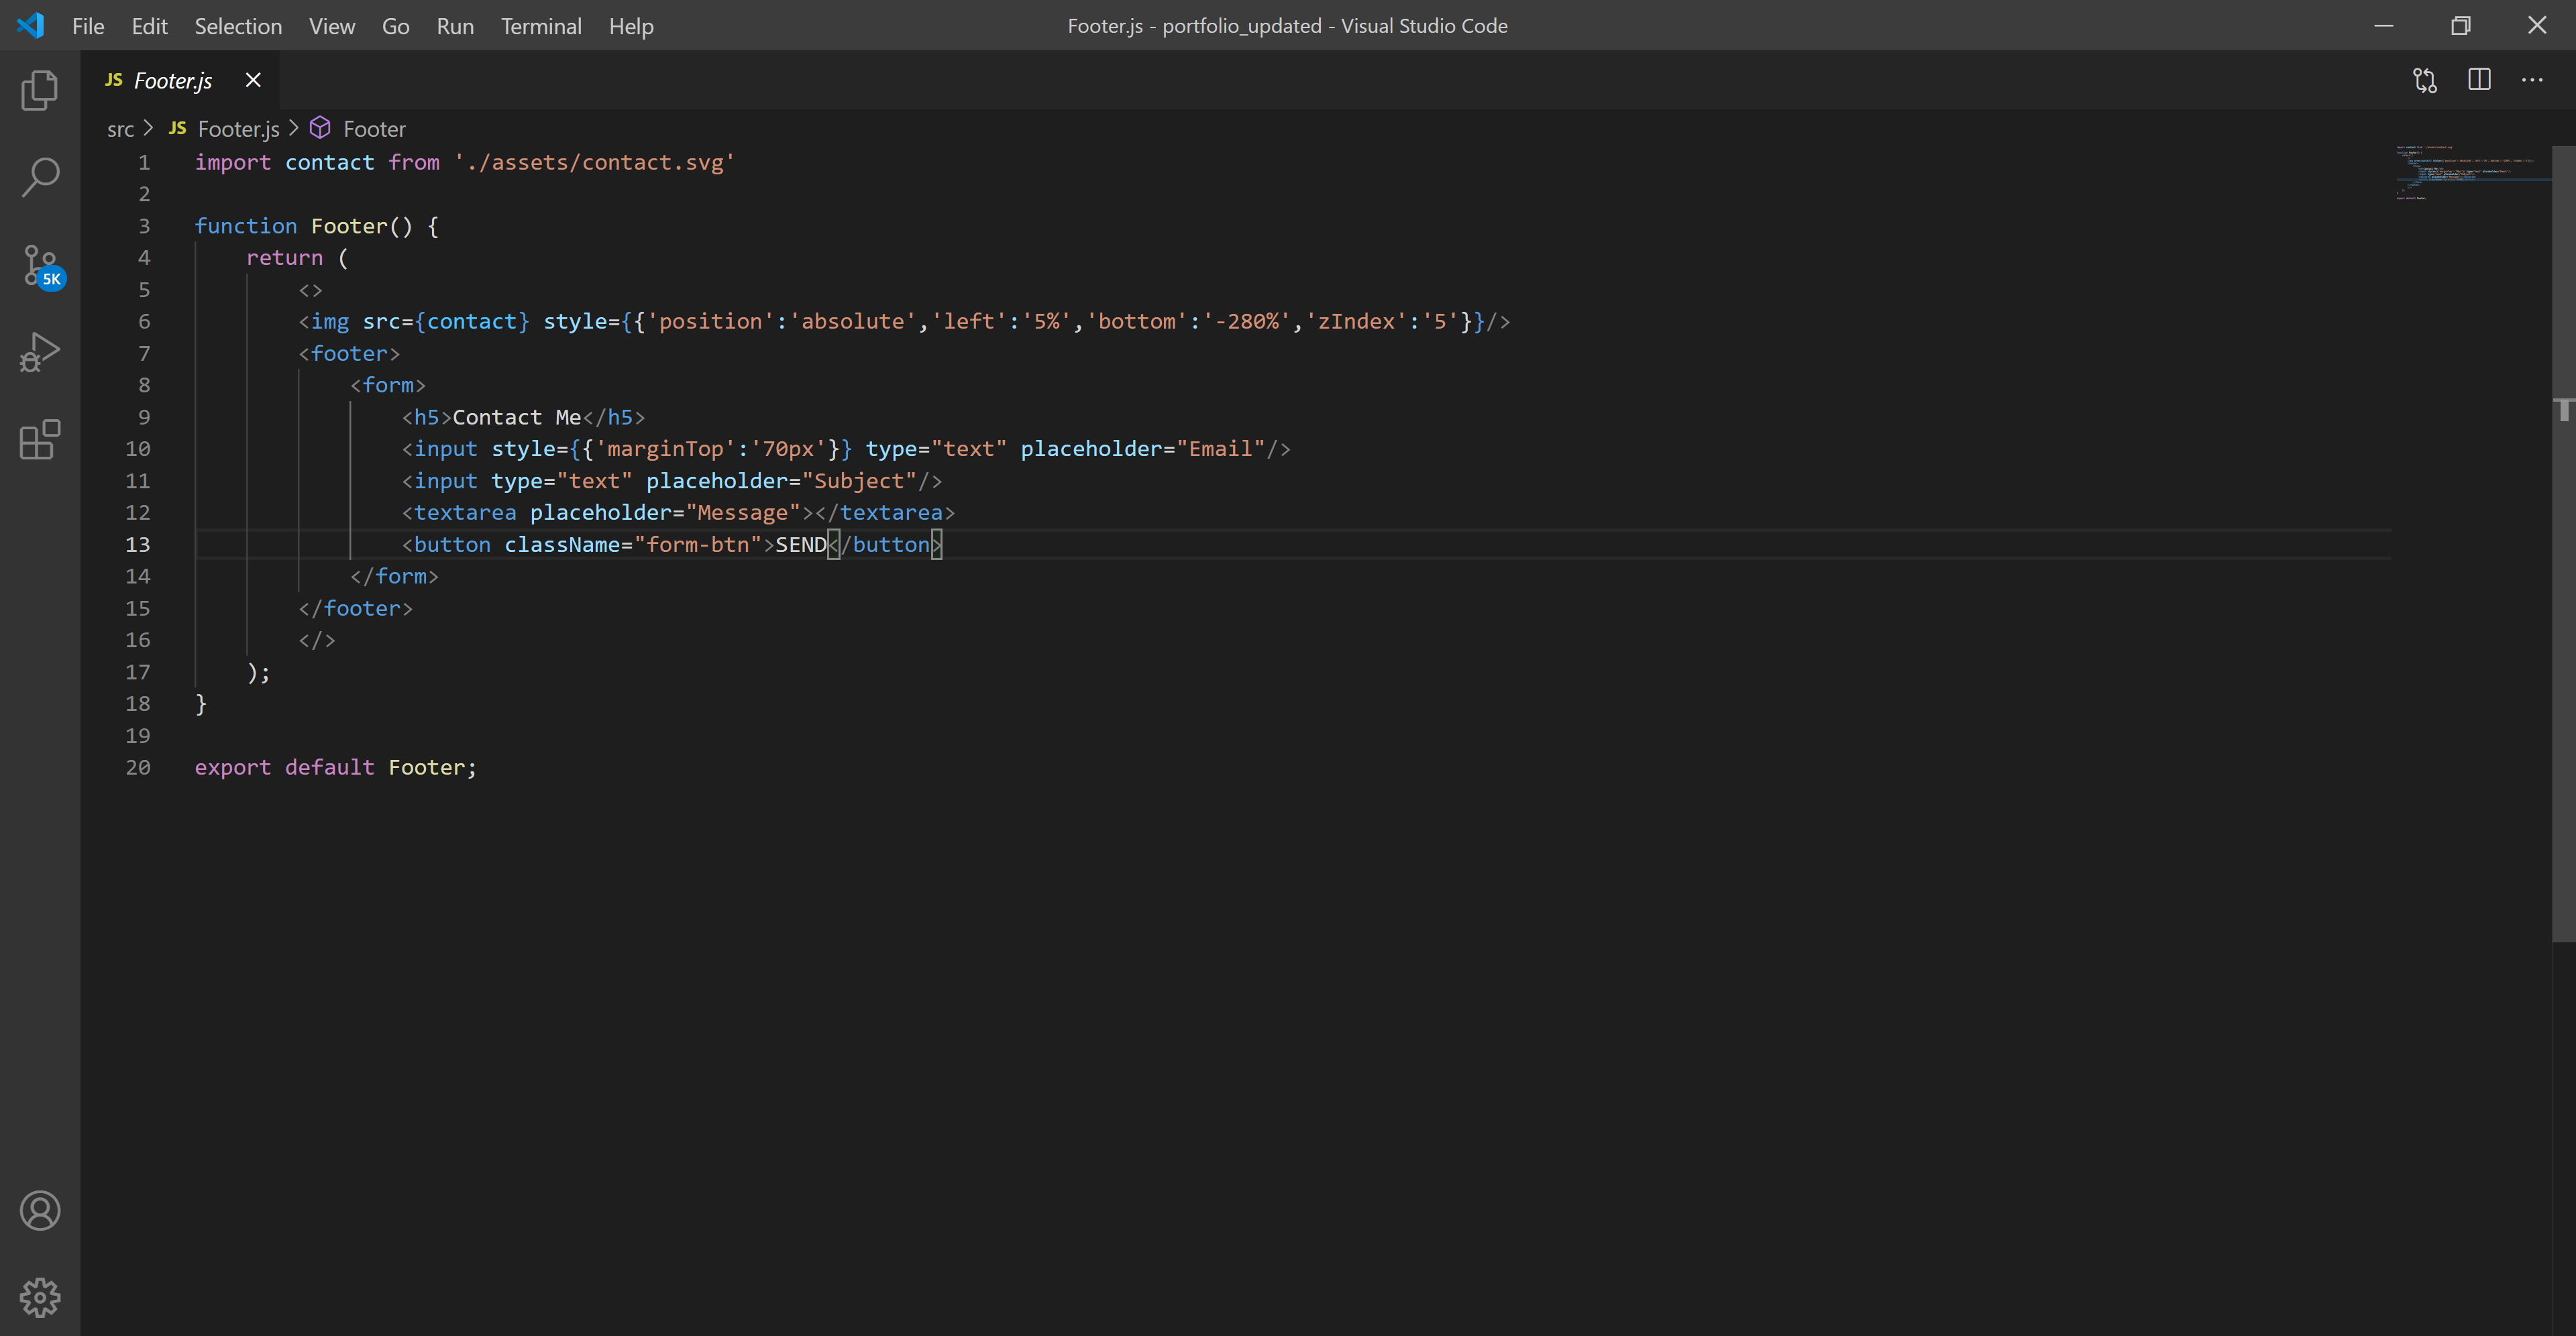 File Edit Selection View Go Run Terminal Help Footer.js - portfolio_updated - Visual Studio Code
JS Footer.js
src > JS Footer.js > Footer
1 import contact from './assets/contact.svg'
2
3 function Footer() {
4 return (
5 <>
6 <img src={contact} style={{'position':'absolute','left':'5%','bottom':'-280%','zIndex':'5'}}/>
7 <footer>
8 <form>
9 <h5>Contact Me</h5>
10 <input style={{'marginTop':'70px'}} type="text" placeholder="Email"/>
11 <input type="text" placeholder="Subject"/>
12 <textarea placeholder="Message"></textarea>
13 <button className="form-btn">SEND</button>
14 </form>
15 </footer>
16 </>
17 );
18 }
19
20 export default Footer;
5K